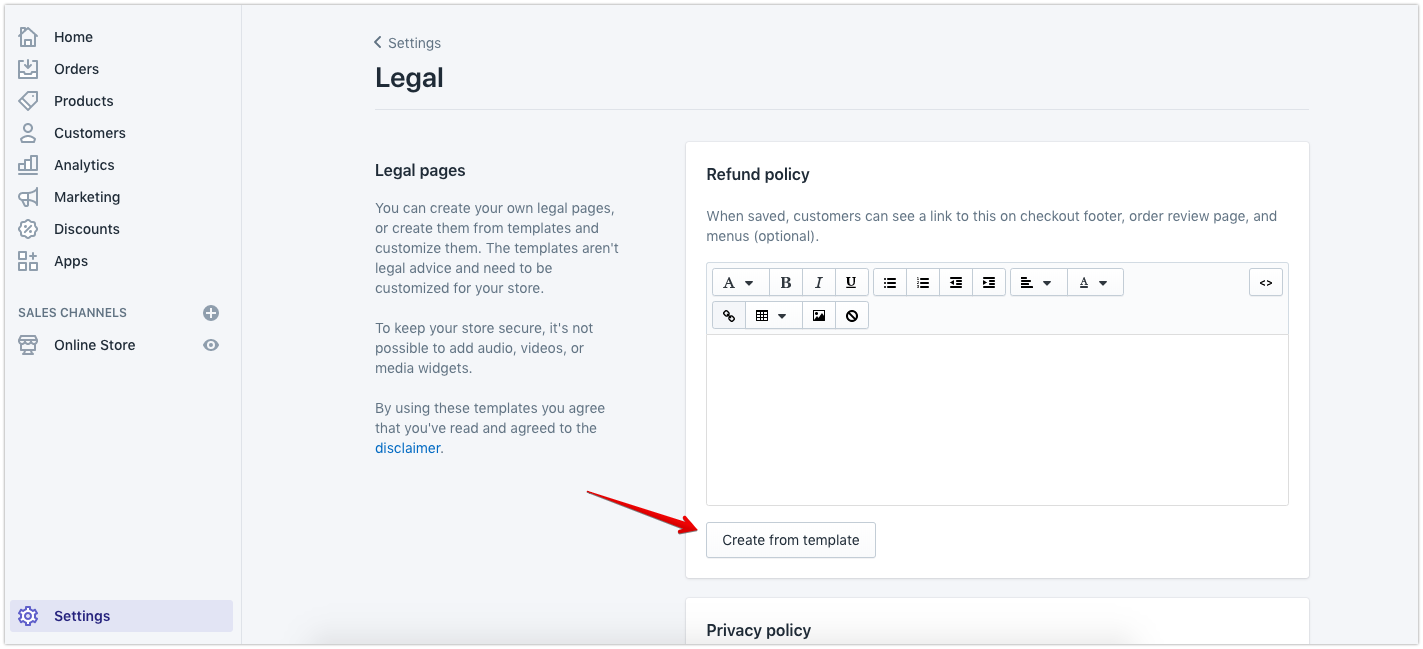 Home
Orders
Products
Customers
Analytics
Marketing
Discounts
Apps
SALES CHANNELS
Online Store
Settings
Settings
Legal
Legal pages
You can create your own legal pages,
or create them from templates and
customize them. The templates aren't
legal advice and need to be
customized for your store.
To keep your store secure, it's not
possible to add audio, videos, or
media widgets.
By using these templates you agree
that you've read and agreed to the
disclaimer.
Refund policy
When saved, customers can see a link to this on checkout footer, order review page, and
menus (optional).
A B I U A <>
Create from template
Privacy policy